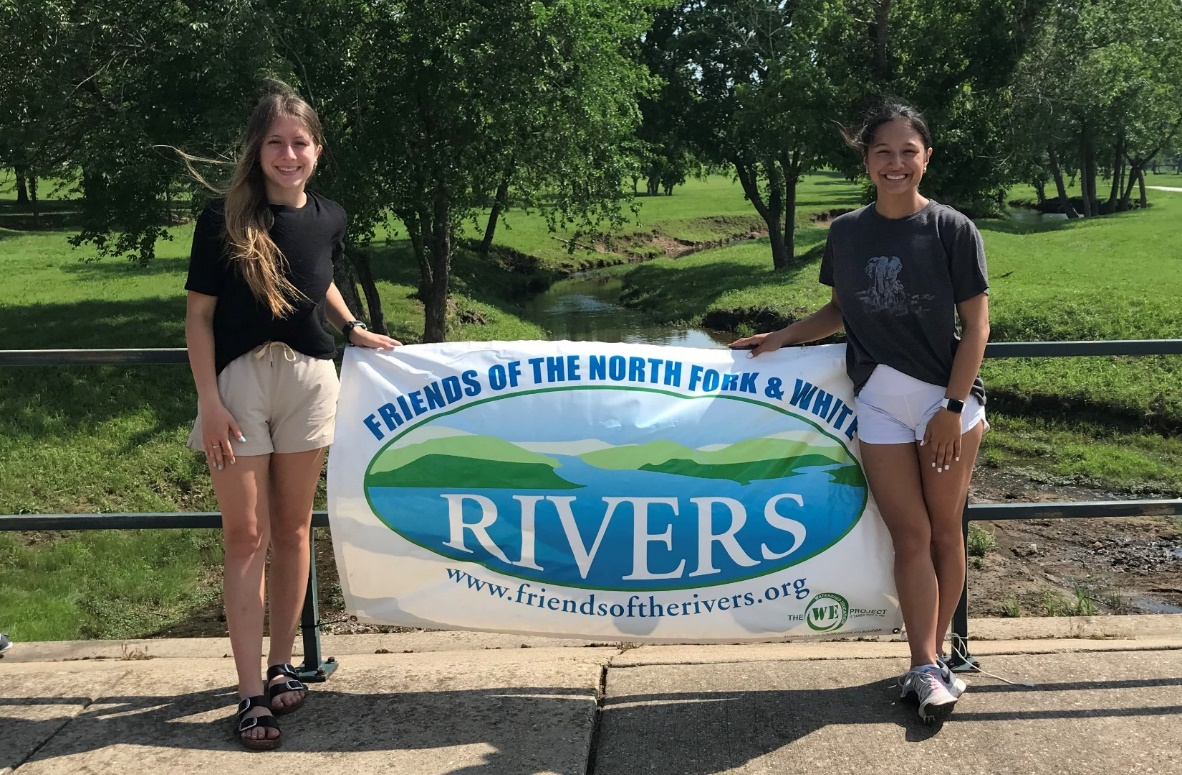 FRIENDS OF THE NORTH FORK & WHITE
RIVERS
www.friendsoftherivers.org
THE WE PROJECT